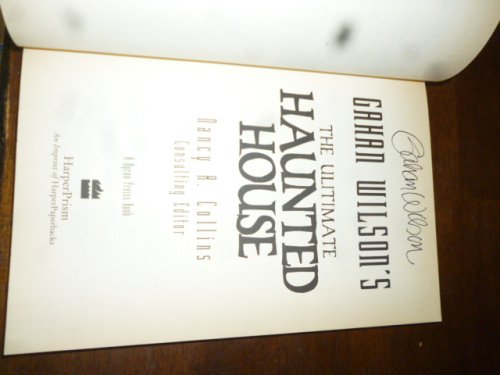 Gahan Wilson
GAHAN WILSON'S
THE ULTIMATE
HAUNTED
HOUSE
Nancy A. Collins
Consulting Editor
A Byron Preiss Book
HarperPrism
An Imprint of HarperPaperbacks